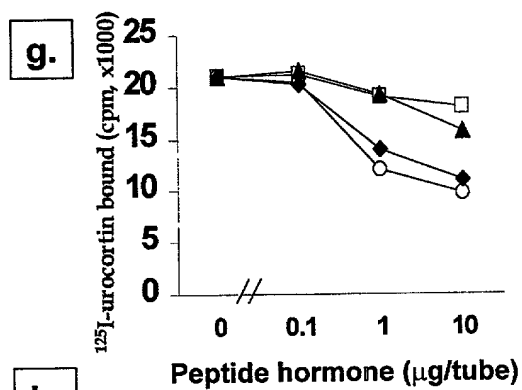 g.
¹²⁵I-urocortin bound (cpm, x1000)
25
20
15
10
5
0
0 0.1 1 10
Peptide hormone (µg/tube)